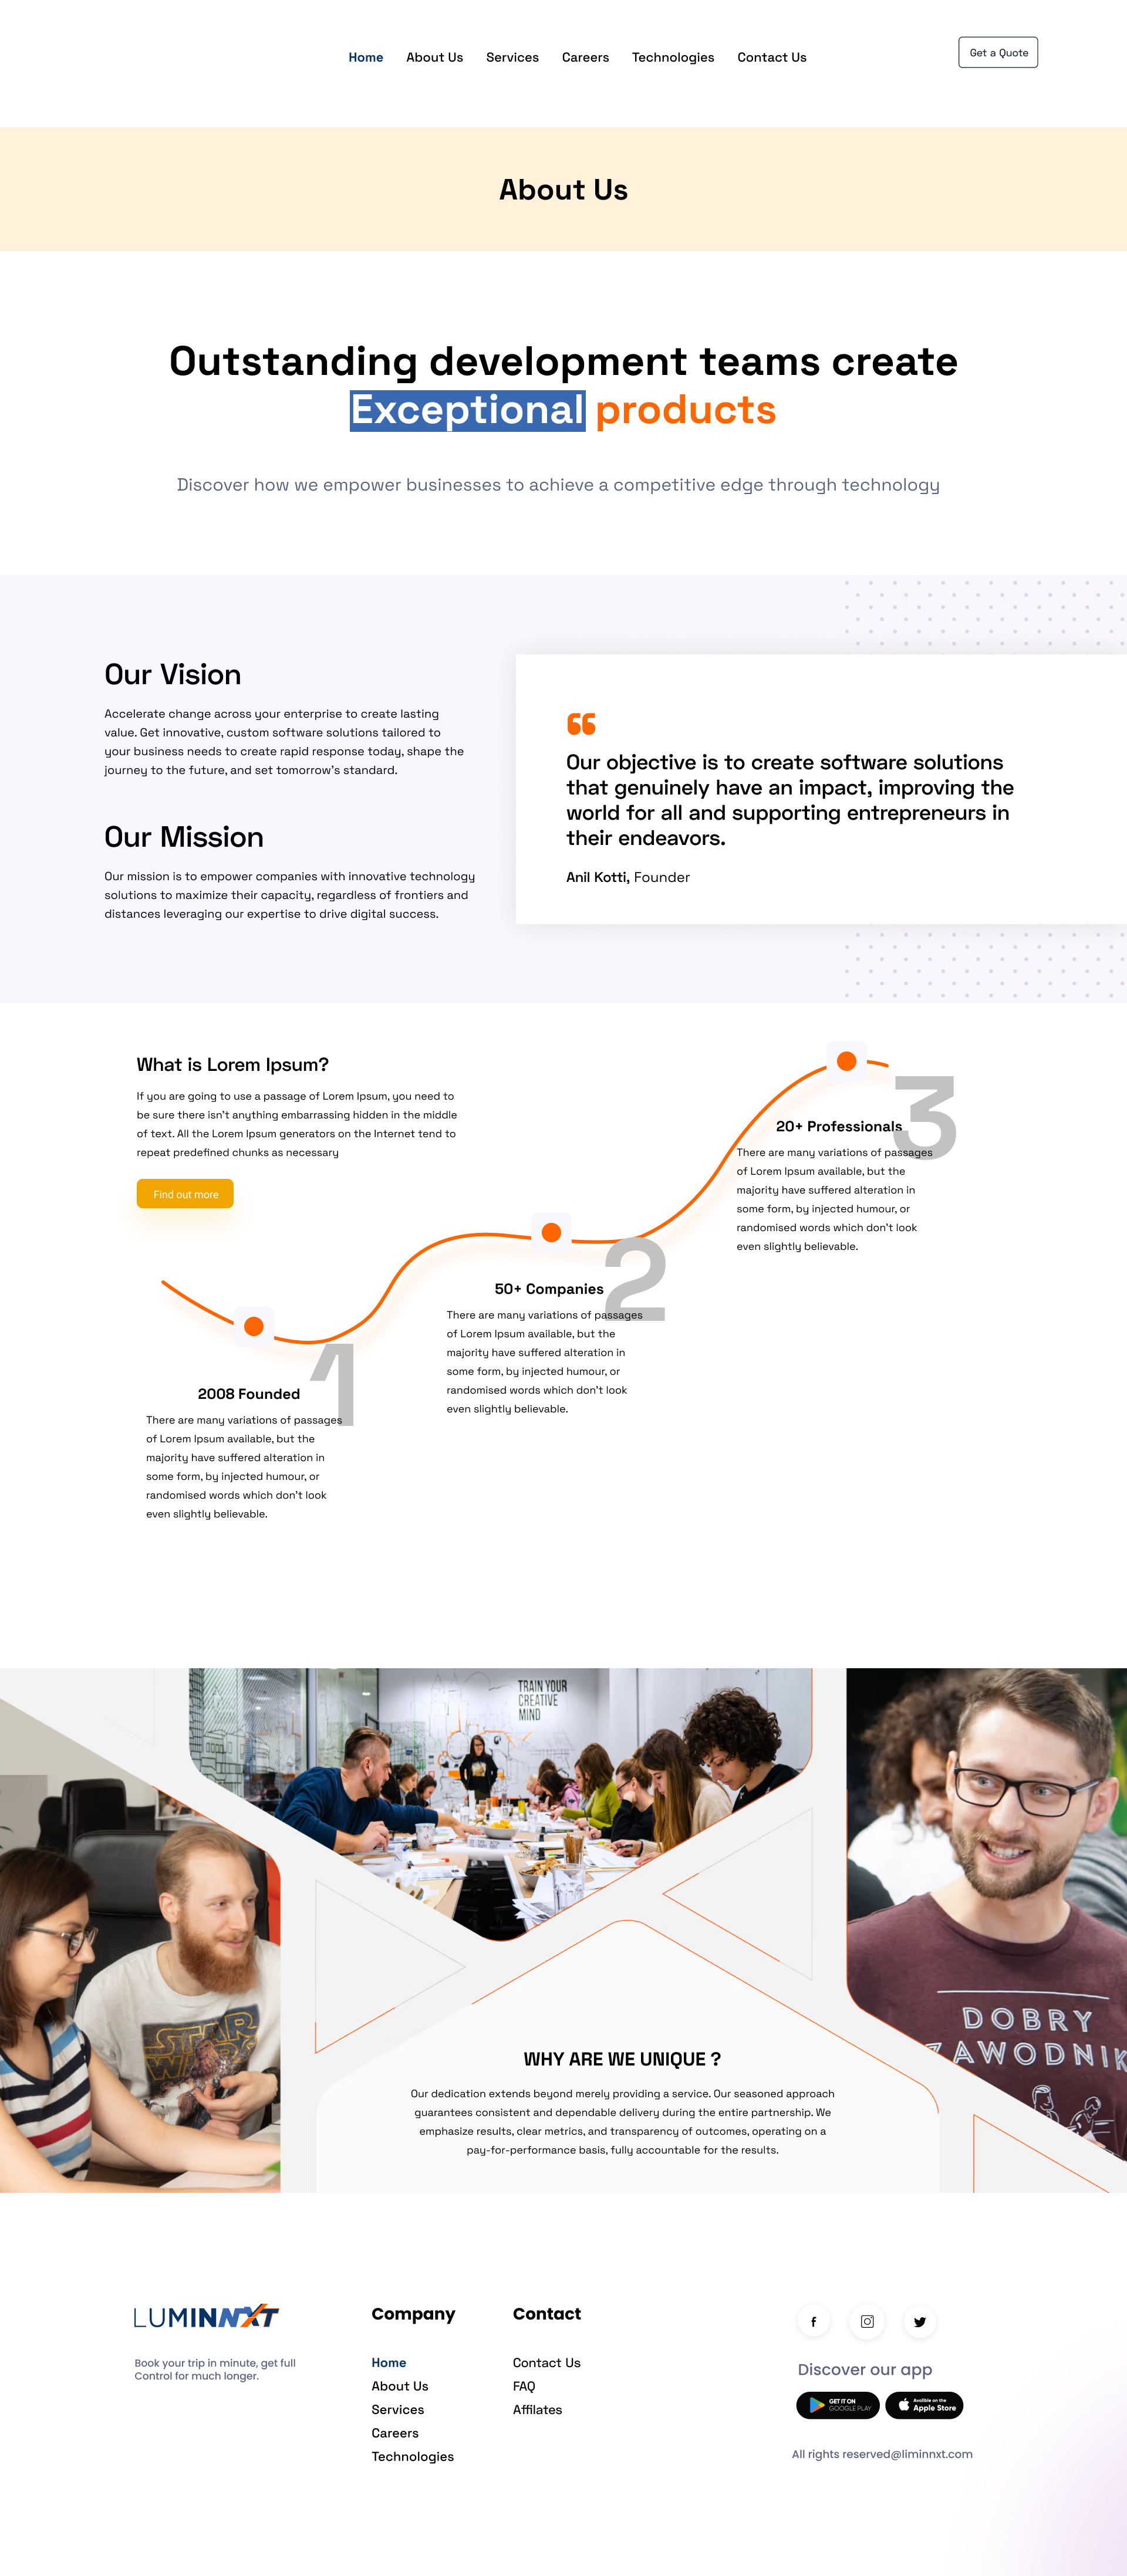 Home About Us Services Careers Technologies Contact Us
Get a Quote
About Us
Outstanding development teams create
Exceptional products
Discover how we empower businesses to achieve a competitive edge through technology
Our Vision
Accelerate change across your enterprise to create lasting
value. Get innovative, custom software solutions tailored to
your business needs to create rapid response today, shape the
journey to the future, and set tomorrow's standard.
Our Mission
Our mission is to empower companies with innovative technology
solutions to maximize their capacity, regardless of frontiers and
distances leveraging our expertise to drive digital success.
“
Our objective is to create software solutions
that genuinely have an impact, improving the
world for all and supporting entrepreneurs in
their endeavors.
Anil Kotti, Founder
What is Lorem Ipsum?
If you are going to use a passage of Lorem Ipsum, you need to
be sure there isn't anything embarrassing hidden in the middle
of text. All the Lorem Ipsum generators on the Internet tend to
repeat predefined chunks as necessary
Find out more
1
2008 Founded
There are many variations of passages
of Lorem Ipsum available, but the
majority have suffered alteration in
some form, by injected humour, or
randomised words which don't look
even slightly believable.
2
50+ Companies
There are many variations of passages
of Lorem Ipsum available, but the
majority have suffered alteration in
some form, by injected humour, or
randomised words which don't look
even slightly believable.
3
20+ Professionals
There are many variations of passages
of Lorem Ipsum available, but the
majority have suffered alteration in
some form, by injected humour, or
randomised words which don't look
even slightly believable.
TRAIN YOUR
CREATIVE
MIND
STAR
DOBRY
ZAWODNIK
WHY ARE WE UNIQUE ?
Our dedication extends beyond merely providing a service. Our seasoned approach
guarantees consistent and dependable delivery during the entire partnership. We
emphasize results, clear metrics, and transparency of outcomes, operating on a
pay-for-performance basis, fully accountable for the results.
LUMINNXT
Book your trip in minute, get full
Control for much longer.
Company
Home
About Us
Services
Careers
Technologies
Contact
Contact Us
FAQ
Affilates
Discover our app
GET IT ON
GOOGLE PLAY
Availble on the
Apple Store
All rights reserved@liminnxt.com